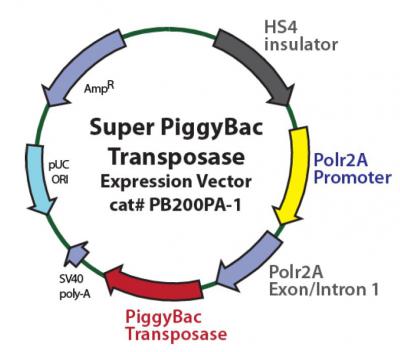 HS4
insulator
Amp^R
Super PiggyBac
Transposase
Expression Vector
cat# PB200PA-1
pUC
ORI
Polr2A
Promoter
SV40
poly-A
Polr2A
Exon/Intron 1
PiggyBac
Transposase